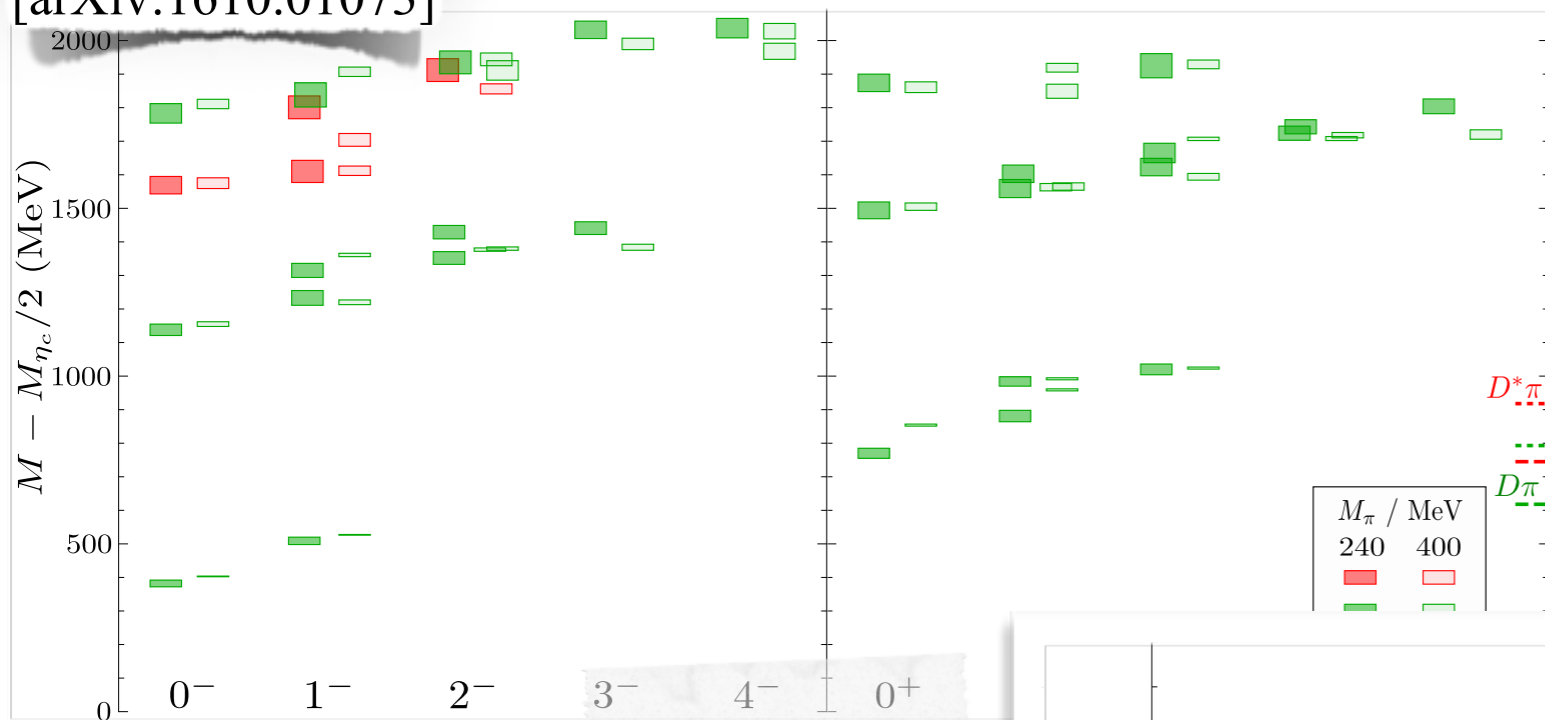 [arXiv:1610.01073]
2000
1500
1000
500
0
M − M_{η_c}/2 (MeV)
D*π
Dπ
M_π / MeV
240 400
0⁻ 1⁻ 2⁻ 3⁻ 4⁻ 0⁺